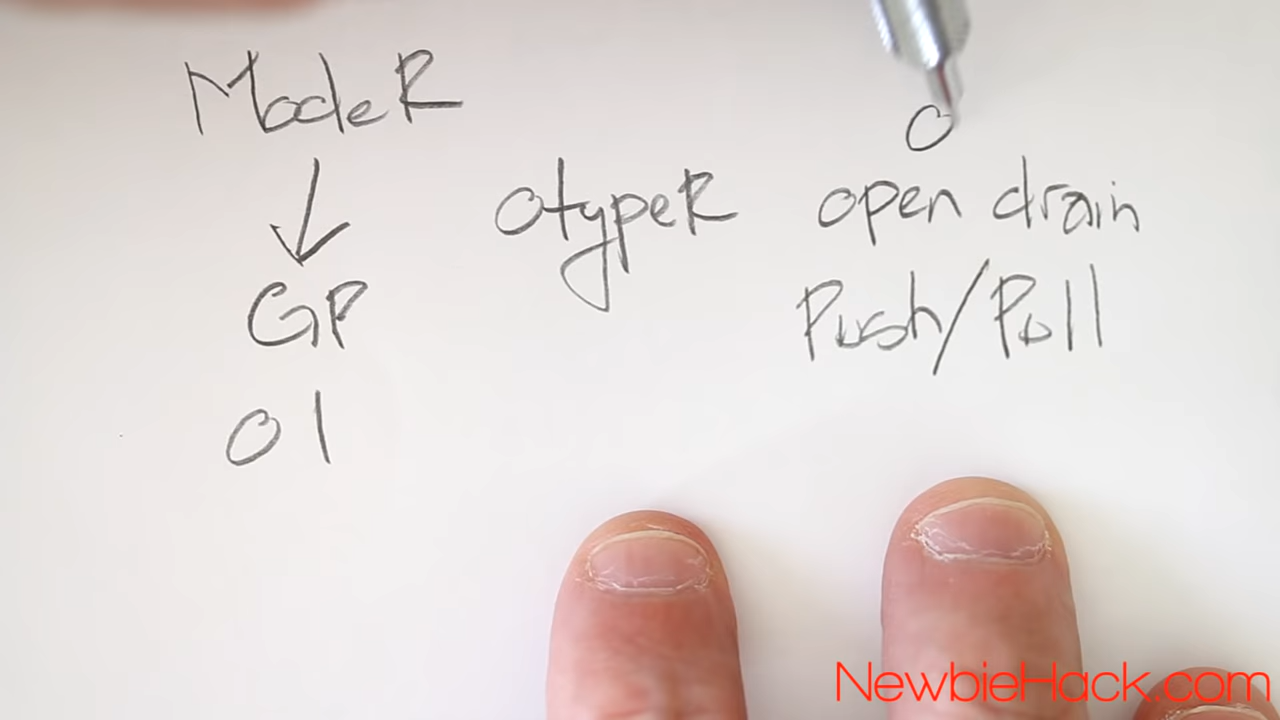 ModeR
GP
01
otypeR
0
open drain
Push/Pull
NewbieHack.com